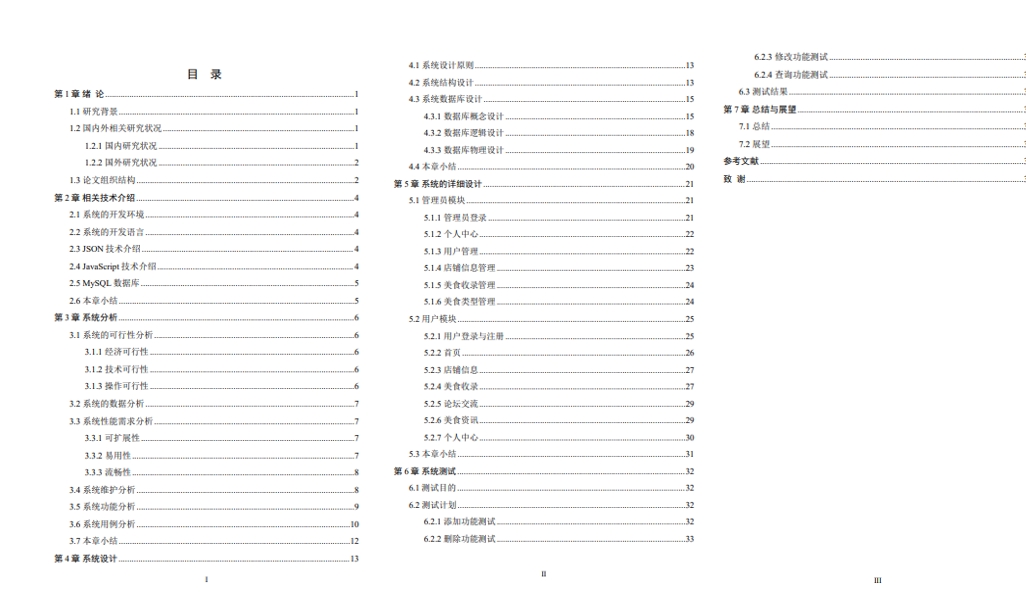 目 录
第 1 章 绪 论 1
1.1 研究背景 1
1.2 国内外相关研究状况 1
1.2.1 国内研究状况 1
1.2.2 国外研究状况 2
1.3 论文组织结构 2
第 2 章 相关技术介绍 4
2.1 系统的开发环境 4
2.2 系统的开发语言 4
2.3 JSON 技术介绍 4
2.4 JavaScript 技术介绍 4
2.5 MySQL 数据库 5
2.6 本章小结 5
第 3 章 系统分析 6
3.1 系统的可行性分析 6
3.1.1 经济可行性 6
3.1.2 技术可行性 6
3.1.3 操作可行性 6
3.2 系统的数据分析 7
3.3 系统性能需求分析 7
3.3.1 可扩展性 7
3.3.2 易用性 7
3.3.3 流畅性 8
3.4 系统维护分析 8
3.5 系统功能分析 9
3.6 系统用例分析 10
3.7 本章小结 12
第 4 章 系统设计 13
I
4.1 系统设计原则 13
4.2 系统结构设计 13
4.3 系统数据库设计 15
4.3.1 数据库概念设计 15
4.3.2 数据库逻辑设计 18
4.3.3 数据库物理设计 19
4.4 本章小结 20
第 5 章 系统的详细设计 21
5.1 管理员模块 21
5.1.1 管理员登录 21
5.1.2 个人中心 22
5.1.3 用户管理 22
5.1.4 店铺信息管理 23
5.1.5 美食收录管理 24
5.1.6 美食类型管理 24
5.2 用户模块 25
5.2.1 用户登录与注册 25
5.2.2 首页 26
5.2.3 店铺信息 27
5.2.4 美食收录 27
5.2.5 论坛交流 29
5.2.6 美食资讯 29
5.2.7 个人中心 30
5.3 本章小结 31
第 6 章 系统测试 32
6.1 测试目的 32
6.2 测试计划 32
6.2.1 添加功能测试 32
6.2.2 删除功能测试 33
II
6.2.3 修改功能测试
6.2.4 查询功能测试
6.3 测试结果
第 7 章 总结与展望
7.1 总结
7.2 展望
参考文献
致 谢
III